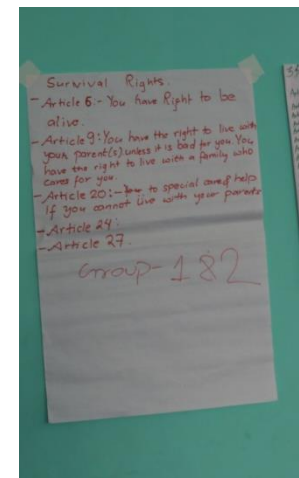 Survival Rights.
- Article 6:- You have Right to be
alive.
- Article 9: You have the right to live with
your parent(s) unless it is bad for you. You
have the right to live with a family who
cares for you.
- Article 20:- to special care & help
If you cannot live with your parents
- Article 24:
- Article 27.
Group- 182